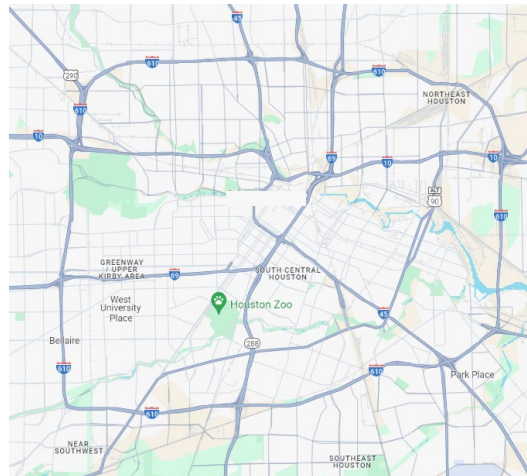 45
610
610
290
610
NORTHEAST
HOUSTON
10
69
10
10
ALT
90
610
GREENWAY
/ UPPER
KIRBY AREA
69
SOUTH CENTRAL
HOUSTON
West
University
Place
Houston Zoo
45
288
Bellaire
610
610
Park Place
610
NEAR
SOUTHWEST
SOUTHEAST
HOUSTON